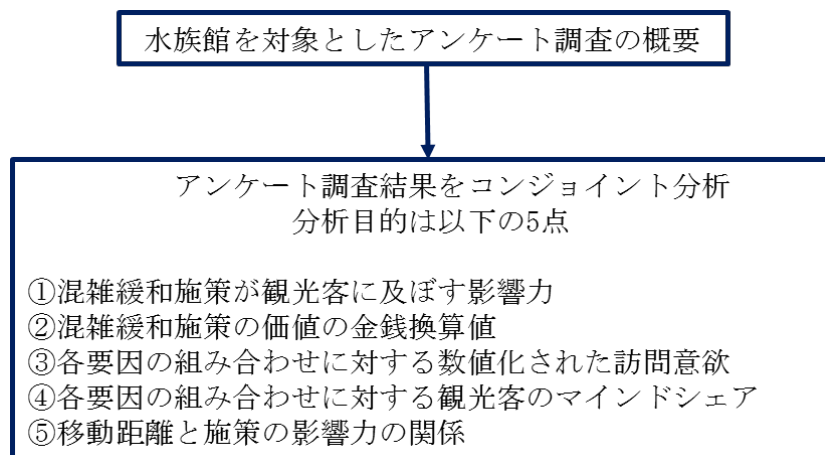 水族館を対象としたアンケート調査の概要
アンケート調査結果をコンジョイント分析
分析目的は以下の5点
①混雑緩和施策が観光客に及ぼす影響力
②混雑緩和施策の価値の金銭換算値
③各要因の組み合わせに対する数値化された訪問意欲
④各要因の組み合わせに対する観光客のマインドシェア
⑤移動距離と施策の影響力の関係